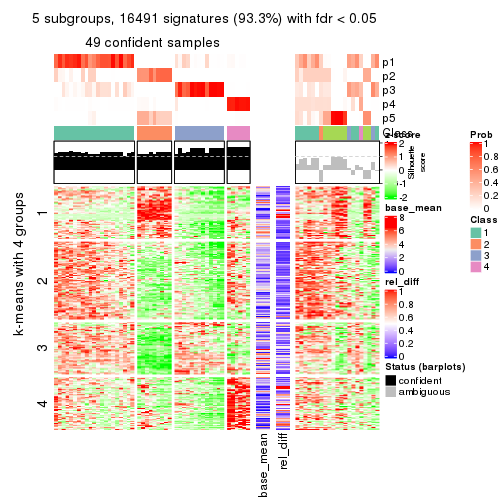 5 subgroups, 16491 signatures (93.3%) with fdr < 0.05
49 confident samples
p1
p2
p3
p4
p5
Class
Silhouette
score
k-means with 4 groups
1
2
3
4
base_mean
rel_diff
z-score
2
1
0
-1
-2
base_mean
8
6
4
2
0
rel_diff
1
0.8
0.6
0.4
0.2
0
Status (barplots)
confident
ambiguous
Prob
1
0.8
0.6
0.4
0.2
0
Class
1
2
3
4